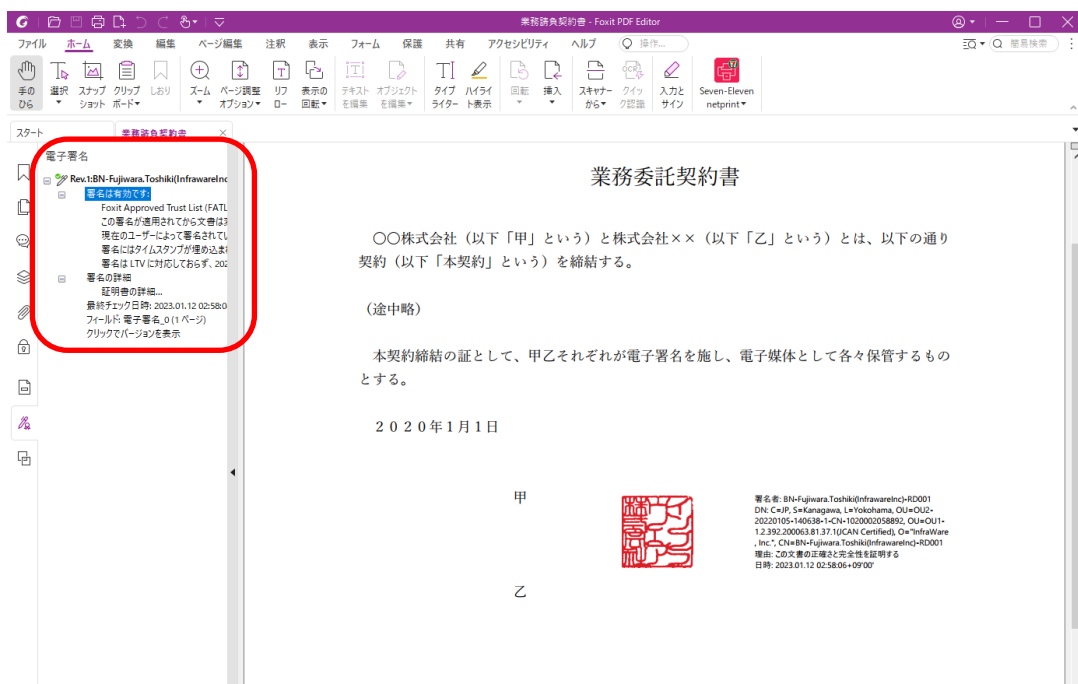 業務請負契約書 - Foxit PDF Editor
ファイル ホーム 変換 編集 ページ編集 注釈 表示 フォーム 保護 共有 アクセシビリティ ヘルプ 操作... 簡易検索
手のひら 選択 スナップショット クリップボード しおり ズーム ページ調整オプション リフロー 表示の回転 テキストを編集 オブジェクトを編集 タイプライター ハイライト表示 回転 挿入 スキャナーから クイック認識 入力とサイン Seven-Eleven netprint
スタート 業務請負契約書
電子署名
Rev.1:BN-Fujiwara.Toshiki(InfrawareInc
署名は有効です:
Foxit Approved Trust List (FATL
この署名が適用されてから文書は
現在のユーザーによって署名されてい
署名にはタイムスタンプが埋め込ま
署名は LTV に対応しておらず、202
署名の詳細
証明書の詳細...
最終チェック日時: 2023.01.12 02:58:0
フィールド: 電子署名_0 (1 ページ)
クリックでバージョンを表示
業務委託契約書
〇〇株式会社（以下「甲」という）と株式会社××（以下「乙」という）とは、以下の通り
契約（以下「本契約」という）を締結する。
（途中略）
本契約締結の証として、甲乙それぞれが電子署名を施し、電子媒体として各々保管するもの
とする。
２０２０年１月１日
甲
署名者: BN-Fujiwara.Toshiki(InfrawareInc)-RD001
DN: C=JP, S=Kanagawa, L=Yokohama, OU=OU2-
20220105-140638-1-CN-1020002058892, OU=OU1-
1.2.392.200063.81.37.1(JCAN Certified), O="InfraWare
, Inc.", CN=BN-Fujiwara.Toshiki(InfrawareInc)-RD001
理由: この文書の正確さと完全性を証明する
日時: 2023.01.12 02:58:06+09'00'
乙